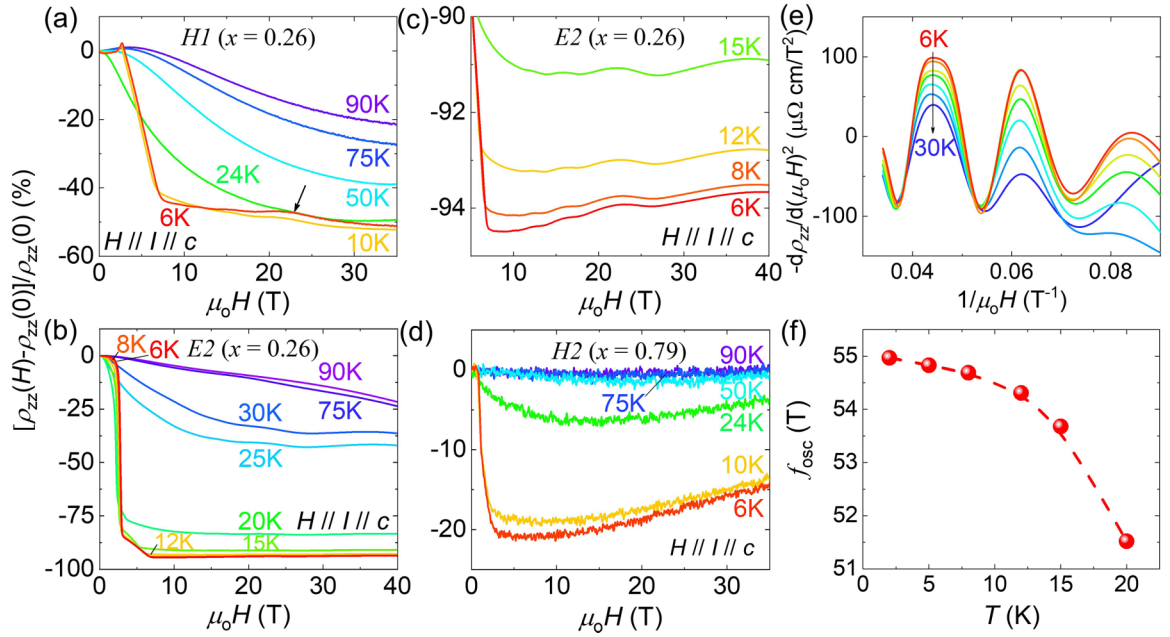 [ρzz(H)-ρzz(0)]/ρzz(0) (%)
(a)
H1 (x = 0.26)
0
-20
-40
-60
90K
75K
50K
24K
6K
10K
H // I // c
0 10 20 30
μoH (T)
(b)
E2 (x = 0.26)
0
-25
-50
-75
-100
8K
6K
90K
75K
30K
25K
20K
H // I // c
12K
15K
0 10 20 30 40
μoH (T)
(c)
E2 (x = 0.26)
-90
-92
-94
15K
12K
8K
6K
H // I // c
10 20 30 40
μoH (T)
(d)
H2 (x = 0.79)
0
-10
-20
90K
75K
50K
24K
10K
6K
H // I // c
0 10 20 30
μoH (T)
(e)
-dρzz/d(μoH)² (μΩ cm/T²)
100
0
-100
6K
30K
0.04 0.06 0.08
1/μoH (T⁻¹)
(f)
fosc (T)
55
54
53
52
51
0 5 10 15 20
T (K)